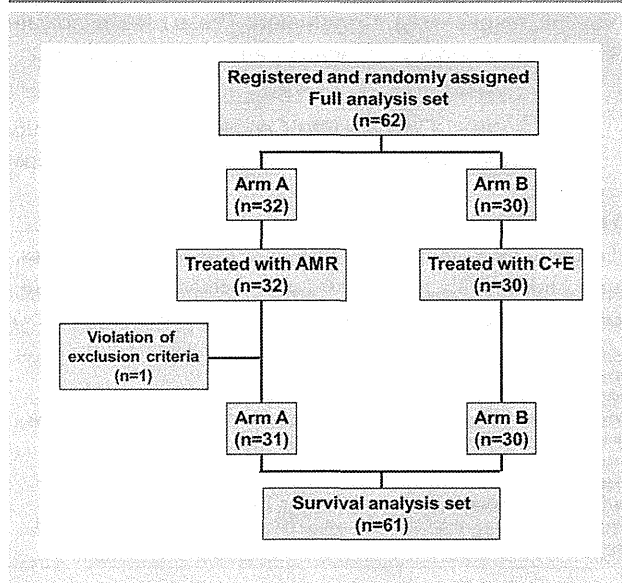 Registered and randomly assigned
Full analysis set
(n=62)
Arm A
(n=32)
Arm B
(n=30)
Treated with AMR
(n=32)
Treated with C+E
(n=30)
Violation of
exclusion criteria
(n=1)
Arm A
(n=31)
Arm B
(n=30)
Survival analysis set
(n=61)